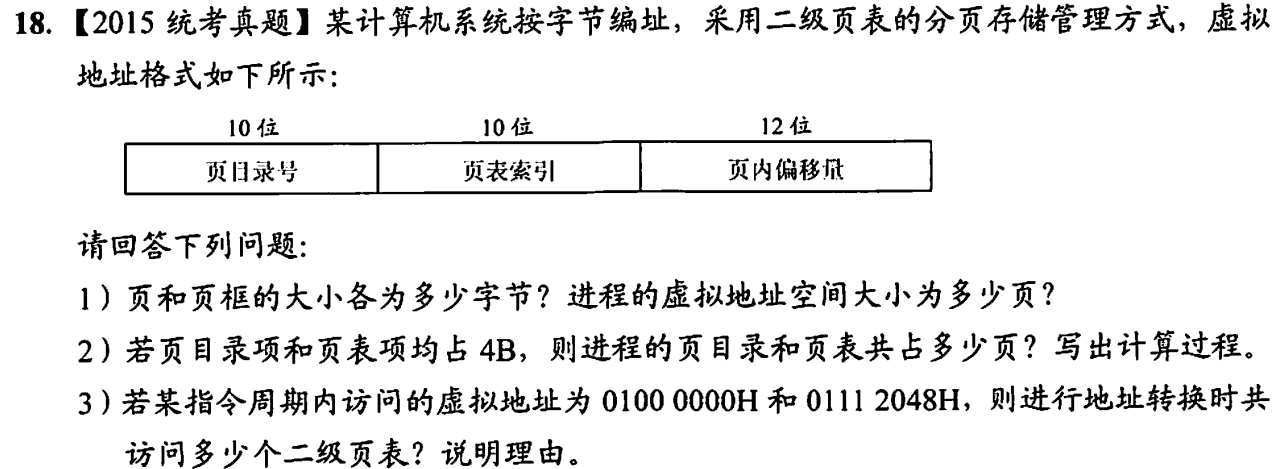 18.【2015 统考真题】某计算机系统按字节编址，采用二级页表的分页存储管理方式，虚拟
地址格式如下所示：
10 位 10 位 12 位
页目录号 页表索引 页内偏移量
请回答下列问题：
1）页和页框的大小各为多少字节？进程的虚拟地址空间大小为多少页？
2）若页目录项和页表项均占 4B，则进程的页目录和页表共占多少页？写出计算过程。
3）若某指令周期内访问的虚拟地址为 0100 0000H 和 0111 2048H，则进行地址转换时共
访问多少个二级页表？说明理由。